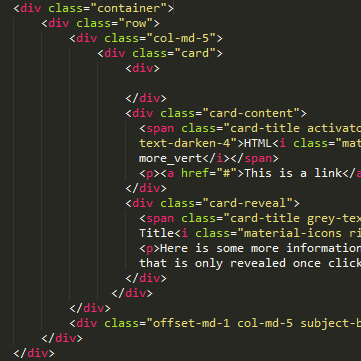 <div class="container">
<div class="row">
<div class="col-md-5">
<div class="card">
<div>
</div>
<div class="card-content">
<span class="card-title activato
text-darken-4">HTML<i class="mat
more_vert</i></span>
<p><a href="#">This is a link</a
</div>
<div class="card-reveal">
<span class="card-title grey-tex
Title<i class="material-icons ri
<p>Here is some more information
that is only revealed once click
</div>
</div>
</div>
<div class="offset-md-1 col-md-5 subject-b
</div>
</div>